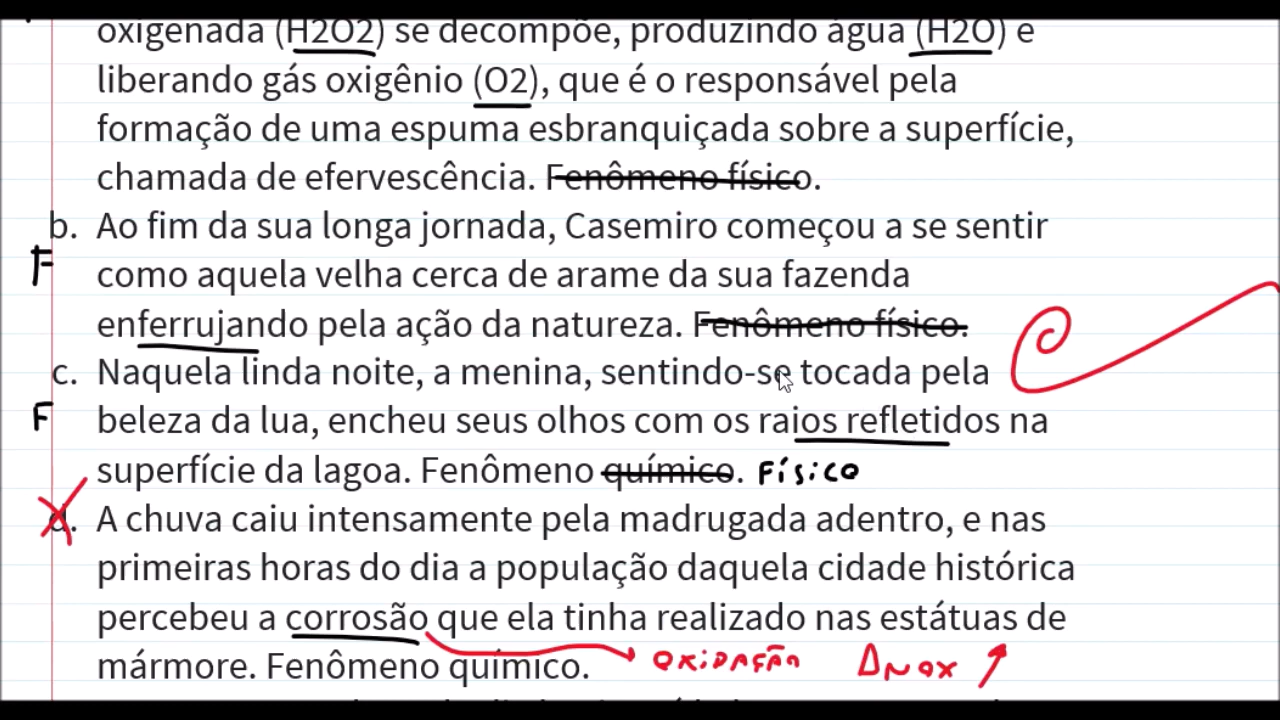 oxigenada (H2O2) se decompõe, produzindo água (H2O) e
liberando gás oxigênio (O2), que é o responsável pela
formação de uma espuma esbranquiçada sobre a superfície,
chamada de efervescência. Fenômeno físico.
b. Ao fim da sua longa jornada, Casemiro começou a se sentir
F como aquela velha cerca de arame da sua fazenda
enferrujando pela ação da natureza. Fenômeno físico.
c. Naquela linda noite, a menina, sentindo-se tocada pela
F beleza da lua, encheu seus olhos com os raios refletidos na
superfície da lagoa. Fenômeno químico. Físico
d. A chuva caiu intensamente pela madrugada adentro, e nas
primeiras horas do dia a população daquela cidade histórica
percebeu a corrosão que ela tinha realizado nas estátuas de
mármore. Fenômeno químico. OXIDAÇÃO ΔNOX